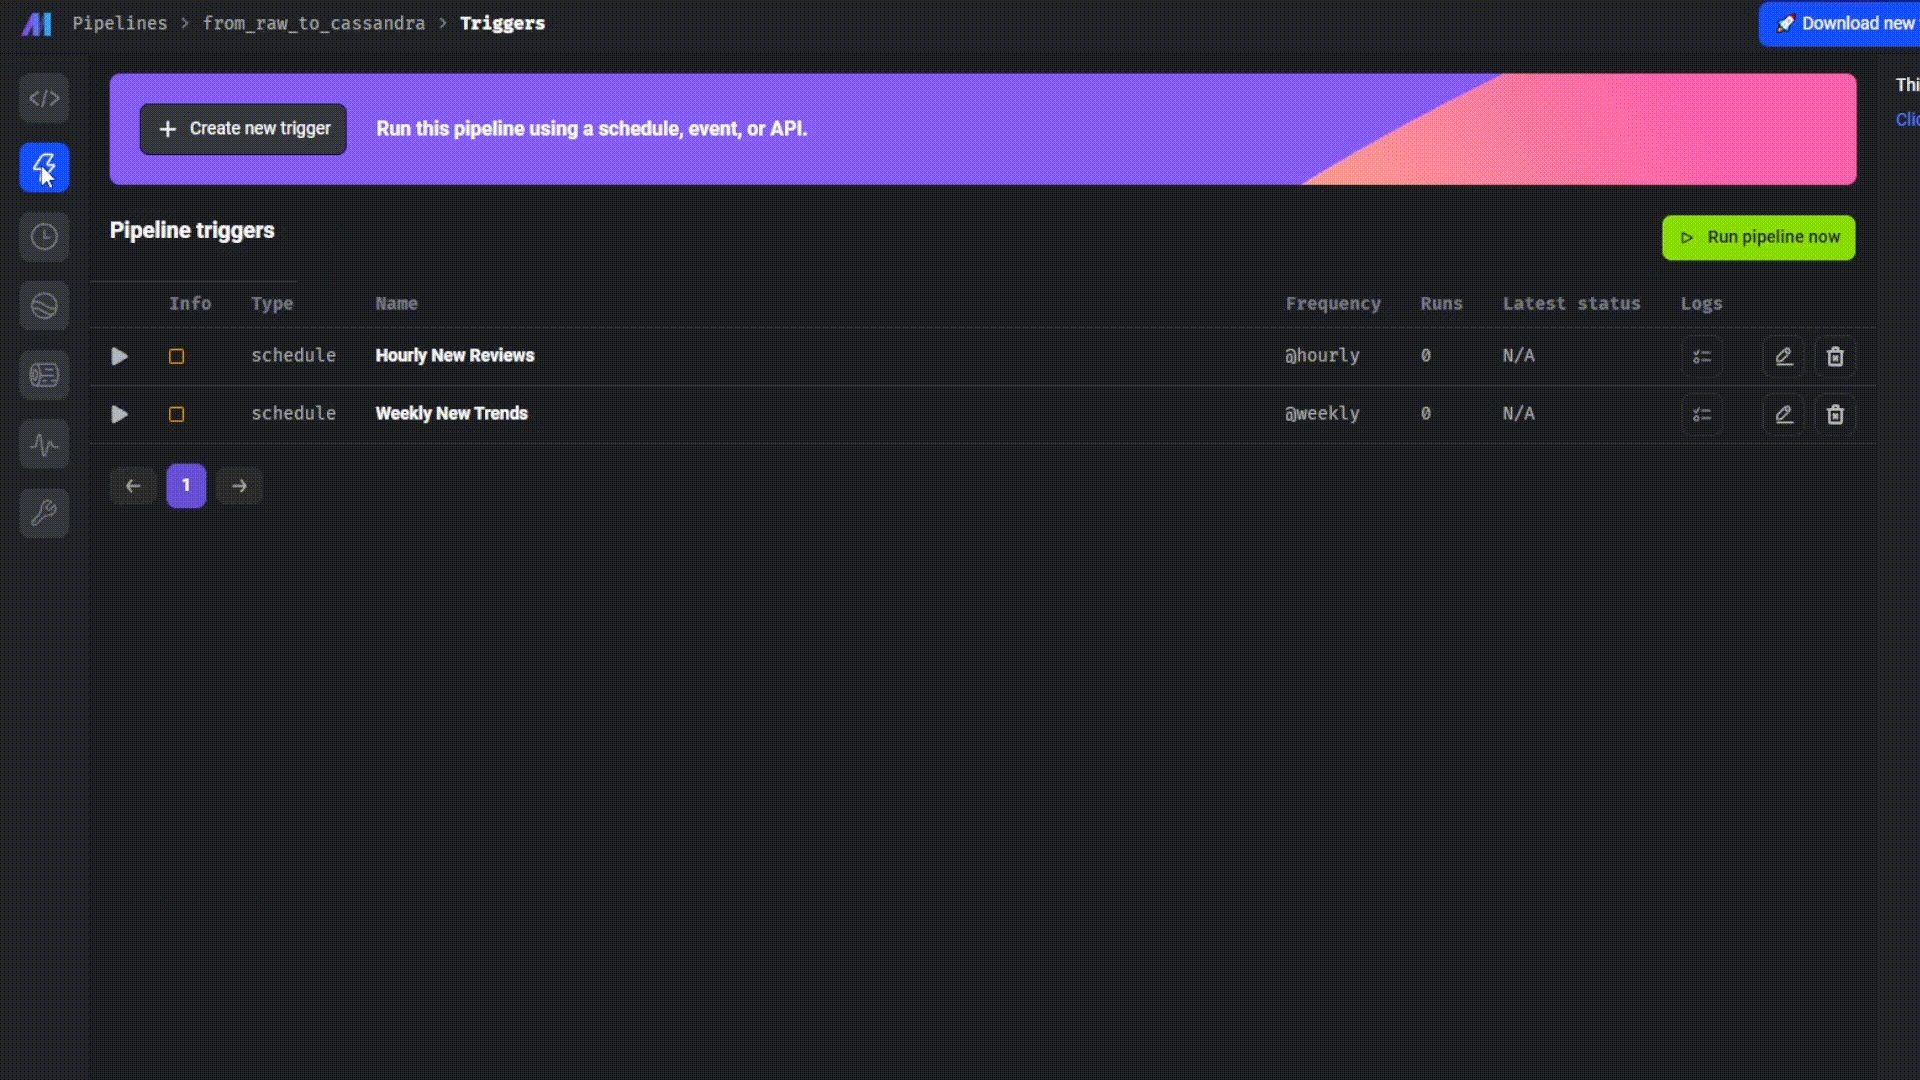 Pipelines > from_raw_to_cassandra > Triggers
Download new
Thi
Clic
Create new trigger
Run this pipeline using a schedule, event, or API.
Pipeline triggers
Run pipeline now
Info Type Name Frequency Runs Latest status Logs
schedule Hourly New Reviews @hourly 0 N/A
schedule Weekly New Trends @weekly 0 N/A
1